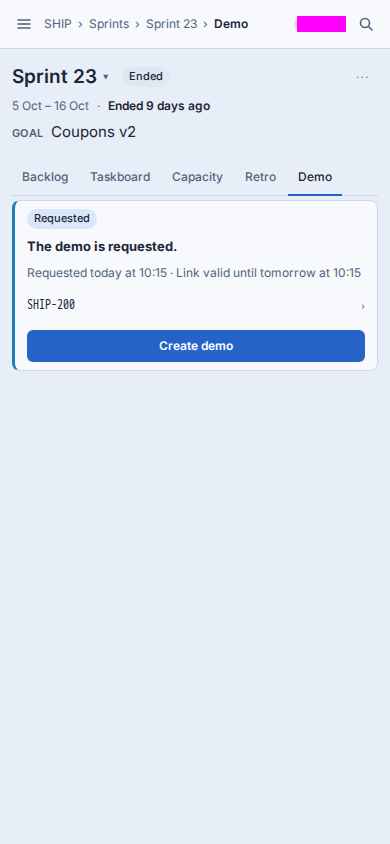 SHIP › Sprints › Sprint 23 › Demo
Sprint 23 ▾ Ended ...
5 Oct – 16 Oct · Ended 9 days ago
GOAL Coupons v2
Backlog Taskboard Capacity Retro Demo
Requested
The demo is requested.
Requested today at 10:15 · Link valid until tomorrow at 10:15
SHIP-200 ›
Create demo